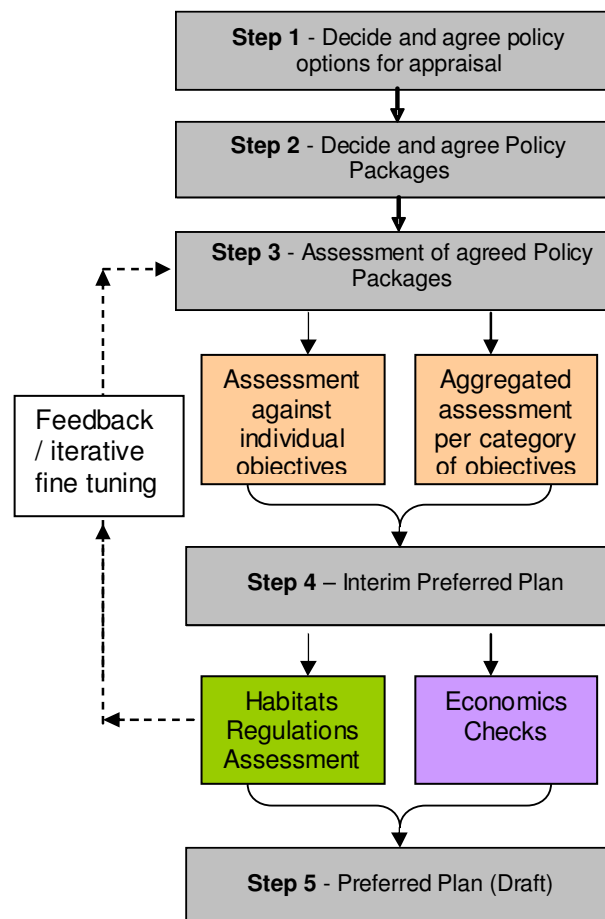 Step 1 - Decide and agree policy
options for appraisal
Step 2 - Decide and agree Policy
Packages
Step 3 - Assessment of agreed Policy
Packages
Assessment
against
individual
objectives
Aggregated
assessment
per category
of objectives
Feedback
/ iterative
fine tuning
Step 4 – Interim Preferred Plan
Habitats
Regulations
Assessment
Economics
Checks
Step 5 - Preferred Plan (Draft)